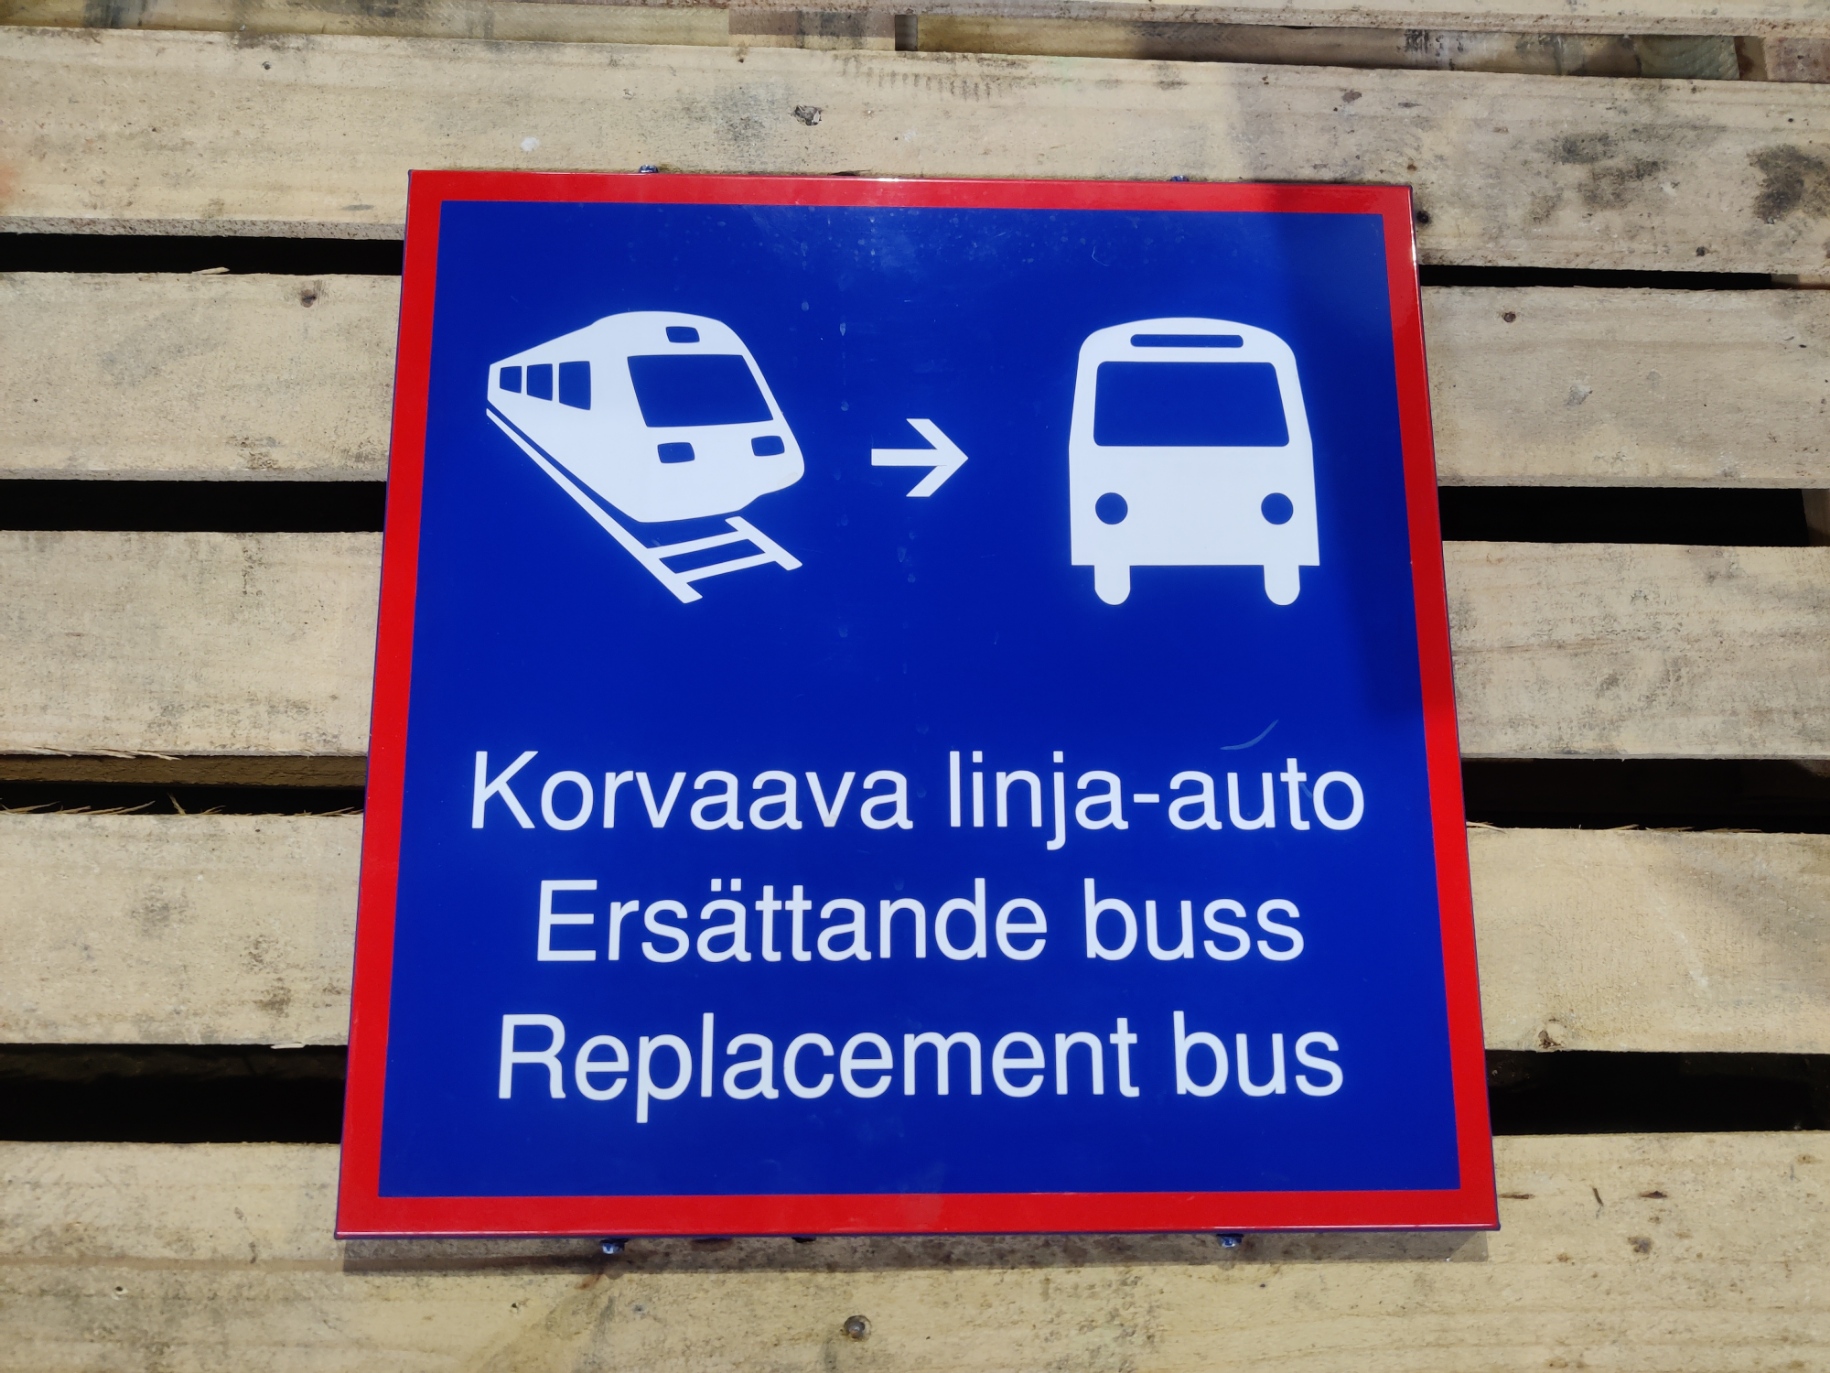 Korvaava linja-auto
Ersättande buss
Replacement bus